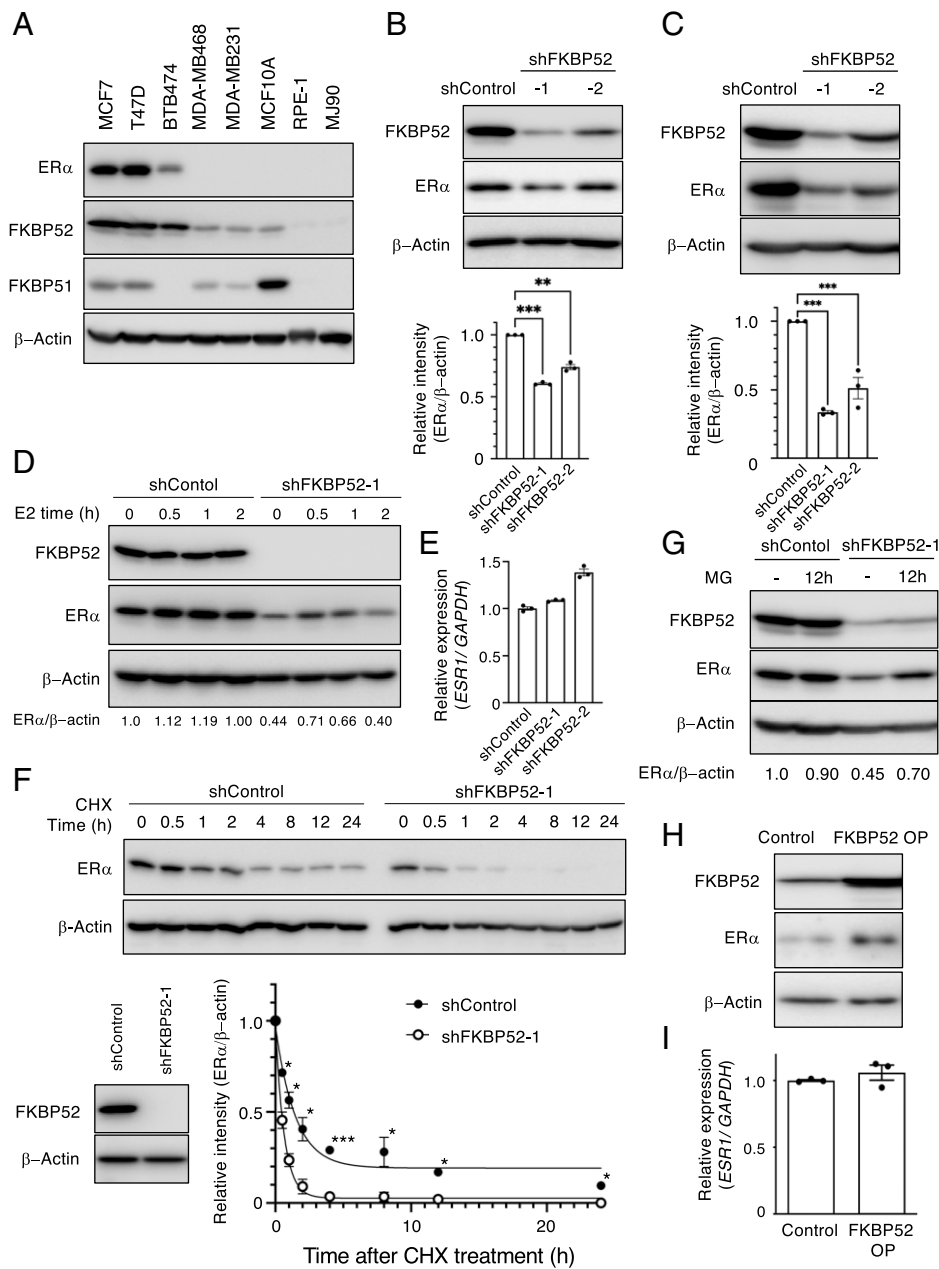 A
MCF7
T47D
BTB474
MDA-MB468
MDA-MB231
MCF10A
RPE-1
MJ90
ERα
FKBP52
FKBP51
β–Actin
B
shFKBP52
shControl -1 -2
FKBP52
ERα
β–Actin
**
***
1.0
0.5
0
Relative intensity
(ERα/β–actin)
shControl
shFKBP52-1
shFKBP52-2
C
shFKBP52
shControl -1 -2
FKBP52
ERα
β–Actin
***
***
1.0
0.5
0
Relative intensity
(ERα/β–actin)
shControl
shFKBP52-1
shFKBP52-2
D
shContol shFKBP52-1
E2 time (h) 0 0.5 1 2 0 0.5 1 2
FKBP52
ERα
β–Actin
ERα/β–actin 1.0 1.12 1.19 1.00 0.44 0.71 0.66 0.40
E
1.5
1.0
0.5
0
Relative expression
(ESR1/ GAPDH)
shControl
shFKBP52-1
shFKBP52-2
G
shContol shFKBP52-1
MG - 12h - 12h
FKBP52
ERα
β–Actin
ERα/β–actin 1.0 0.90 0.45 0.70
F
CHX shControl shFKBP52-1
Time (h) 0 0.5 1 2 4 8 12 24 0 0.5 1 2 4 8 12 24
ERα
β-Actin
shControl
shFKBP52-1
FKBP52
β–Actin
Relative intensity (ERα/β–actin)
1.0
0.5
0
shControl
shFKBP52-1
*
*
*
***
*
*
*
0 10 20
Time after CHX treatment (h)
H
Control FKBP52 OP
FKBP52
ERα
β–Actin
I
Relative expression
(ESR1/ GAPDH)
1.0
0.5
0
Control FKBP52
OP